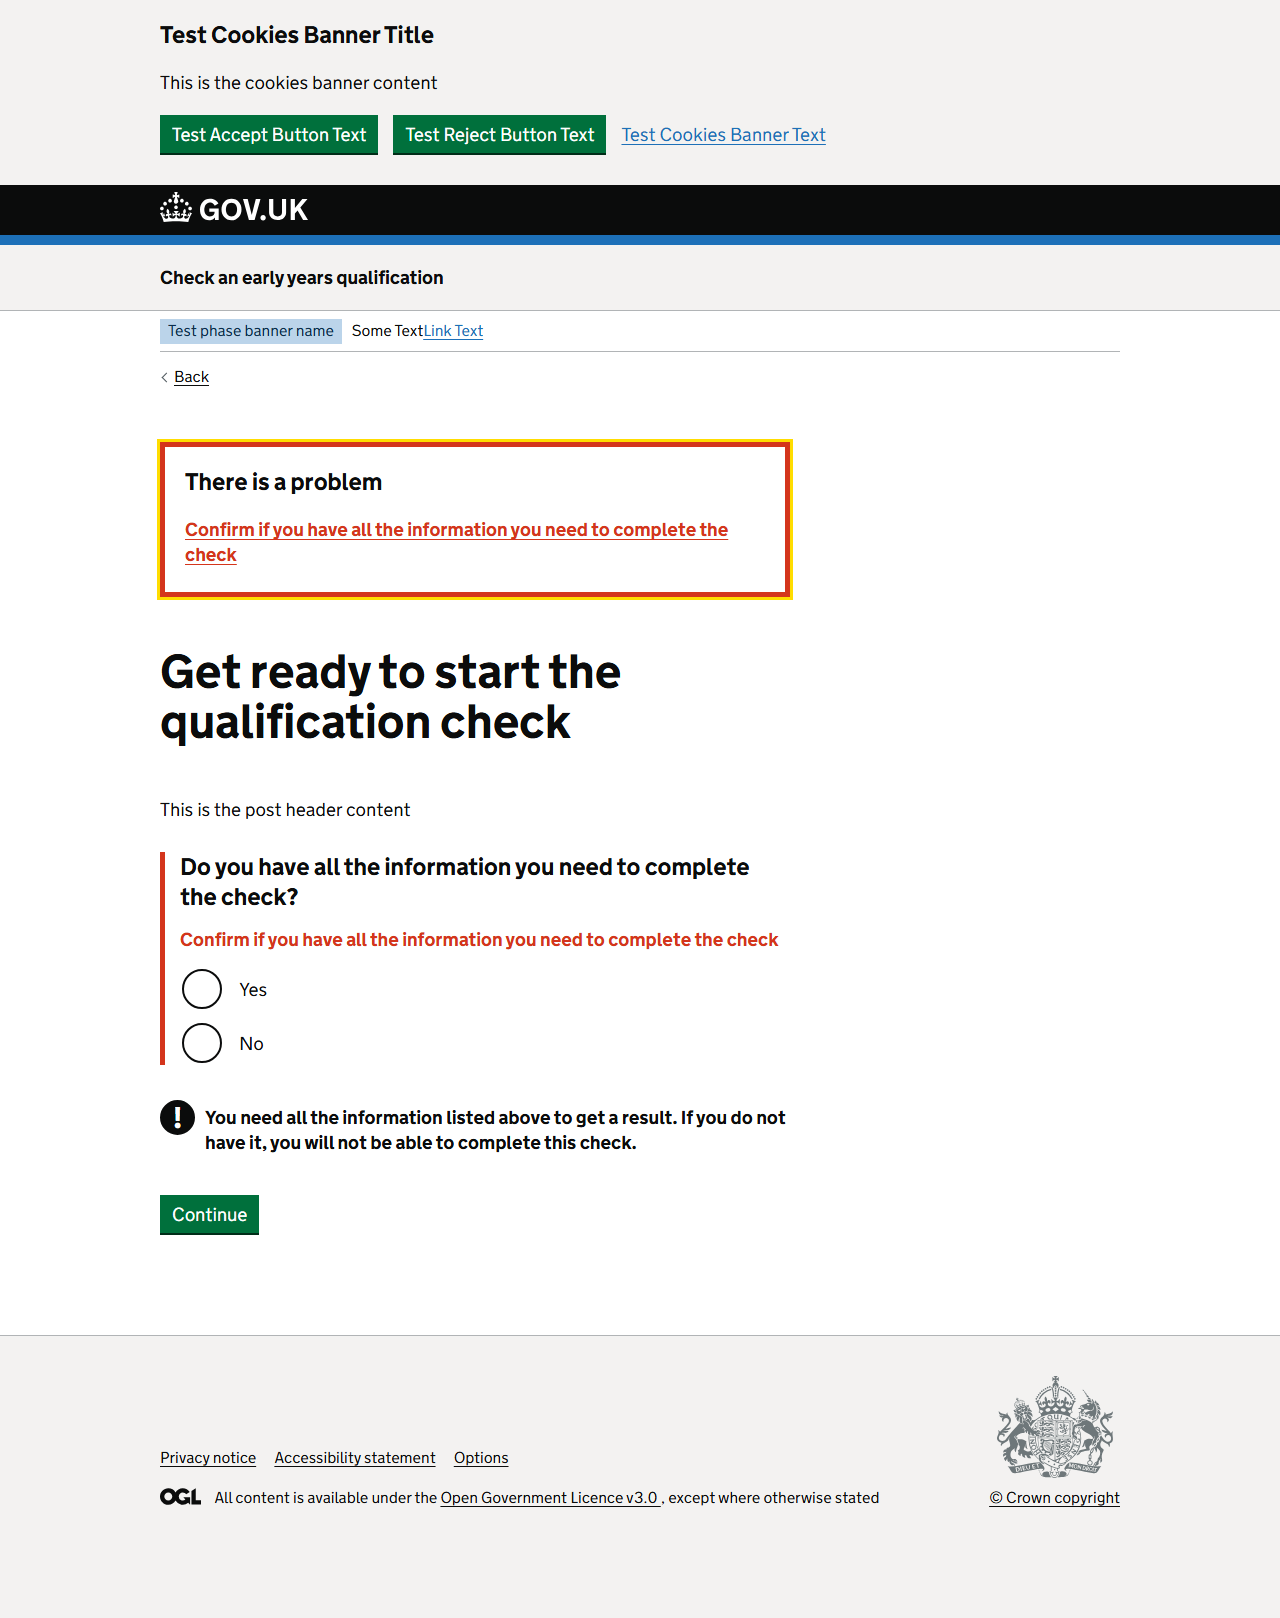 Test Cookies Banner Title
This is the cookies banner content
Test Accept Button Text Test Reject Button Text Test Cookies Banner Text
GOV.UK
Check an early years qualification
Test phase banner name Some TextLink Text
Back
There is a problem
Confirm if you have all the information you need to complete the
check
Get ready to start the
qualification check
This is the post header content
Do you have all the information you need to complete
the check?
Confirm if you have all the information you need to complete the check
Yes
No
! You need all the information listed above to get a result. If you do not
have it, you will not be able to complete this check.
Continue
Privacy notice Accessibility statement Options
OGL All content is available under the Open Government Licence v3.0 , except where otherwise stated
© Crown copyright